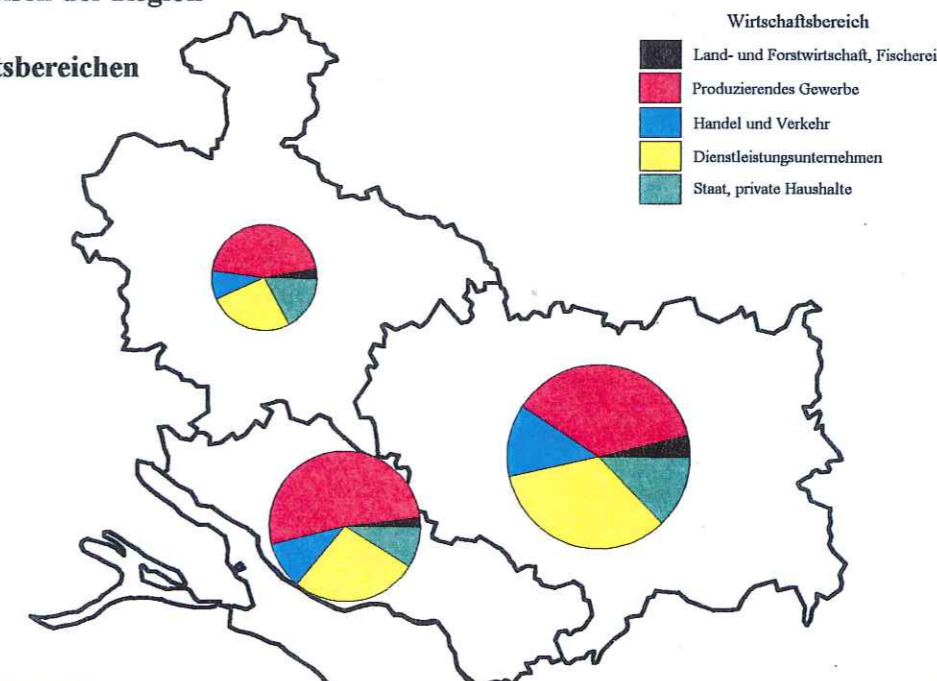 tsbereichen
Wirtschaftsbereich
Land- und Forstwirtschaft, Fischerei
Produzierendes Gewerbe
Handel und Verkehr
Dienstleistungsunternehmen
Staat, private Haushalte